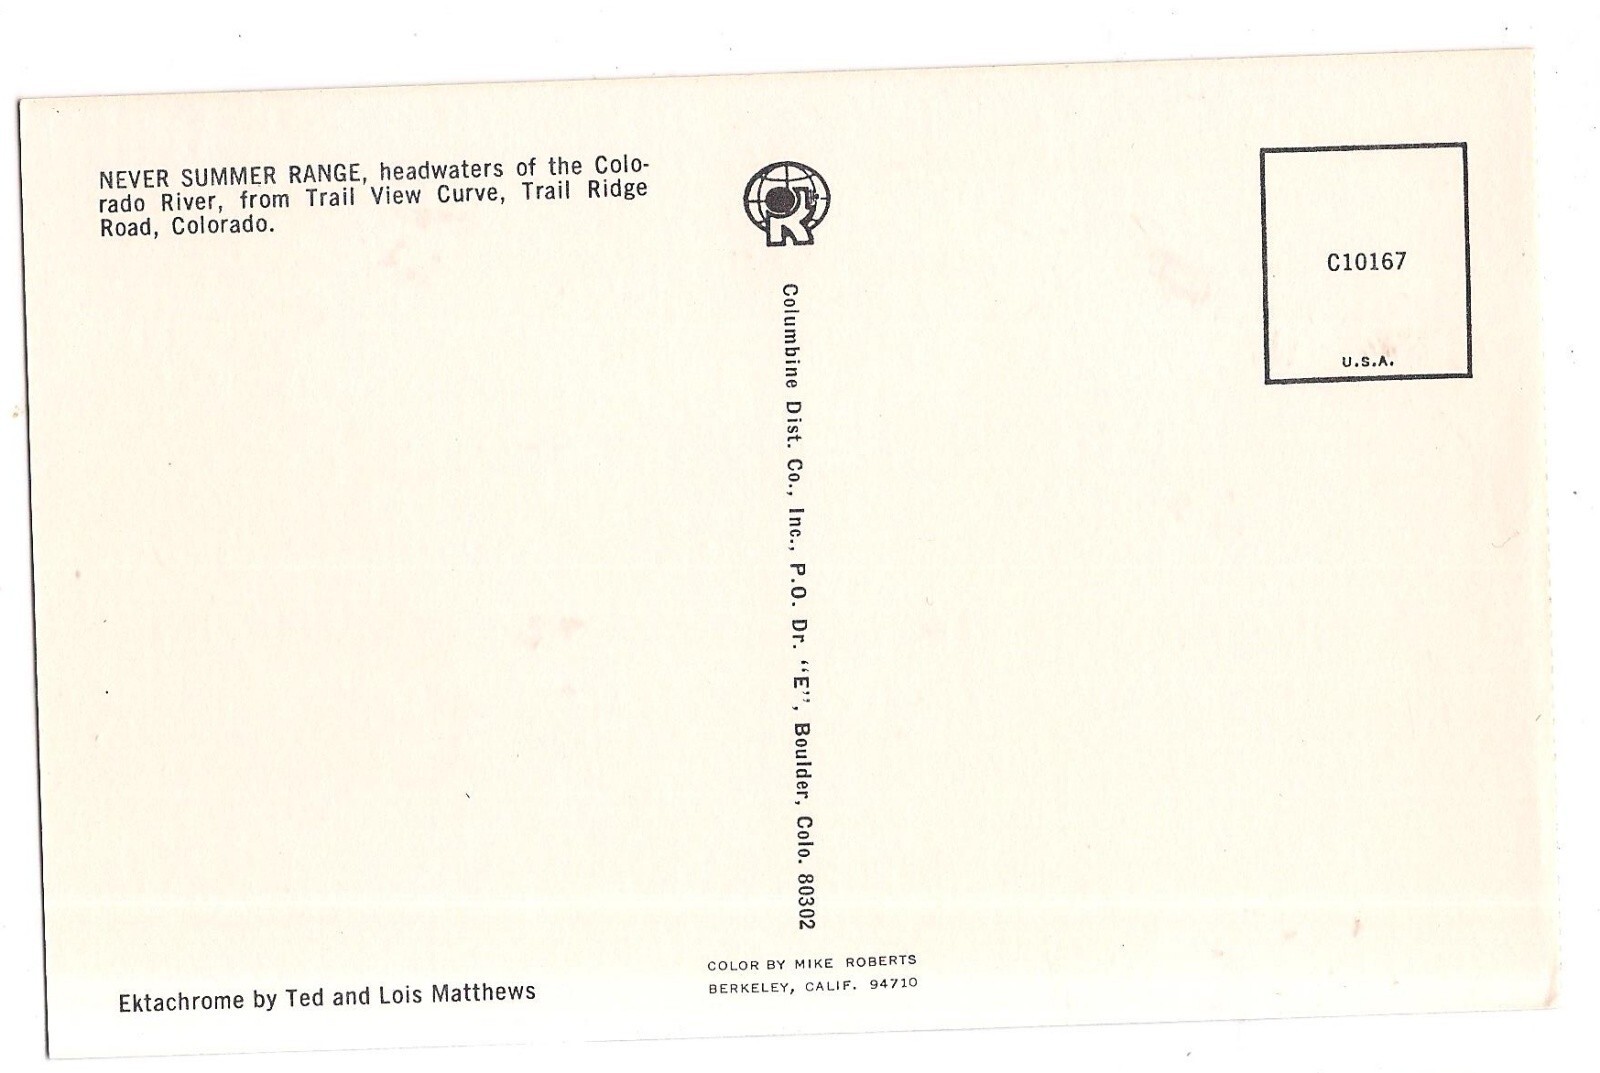 NEVER SUMMER RANGE, headwaters of the Colo-
rado River, from Trail View Curve, Trail Ridge
Road, Colorado.
Ektachrome by Ted and Lois Matthews
Columbine Dist. Co., Inc., P.O. Dr. “E”, Boulder, Colo. 80302
COLOR BY MIKE ROBERTS
BERKELEY, CALIF. 94710
C10167
U.S.A.